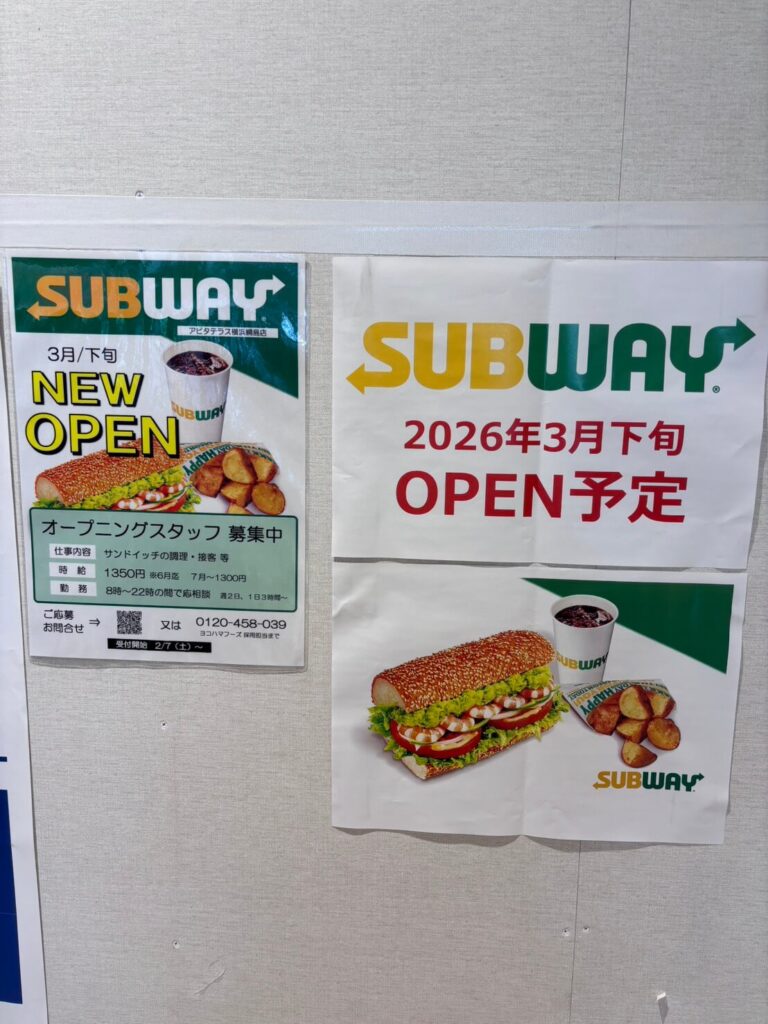 SUBWAY
アピタテラス横浜綱島店
3月/下旬
NEW
OPEN
SUBWAY
オープニングスタッフ 募集中
仕事内容 サンドイッチの調理・接客 等
時給 1350円 ※6月迄 7月～1300円
勤務 8時～22時の間で応相談 週2日、1日3時間～
ご応募
お問合せ ⇒ 又は 0120-458-039
ヨコハマフーズ 採用担当まで
受付開始 2/7（土）～
SUBWAY
2026年3月下旬
OPEN予定
SUBWAY
HAPPY
SUBWAY